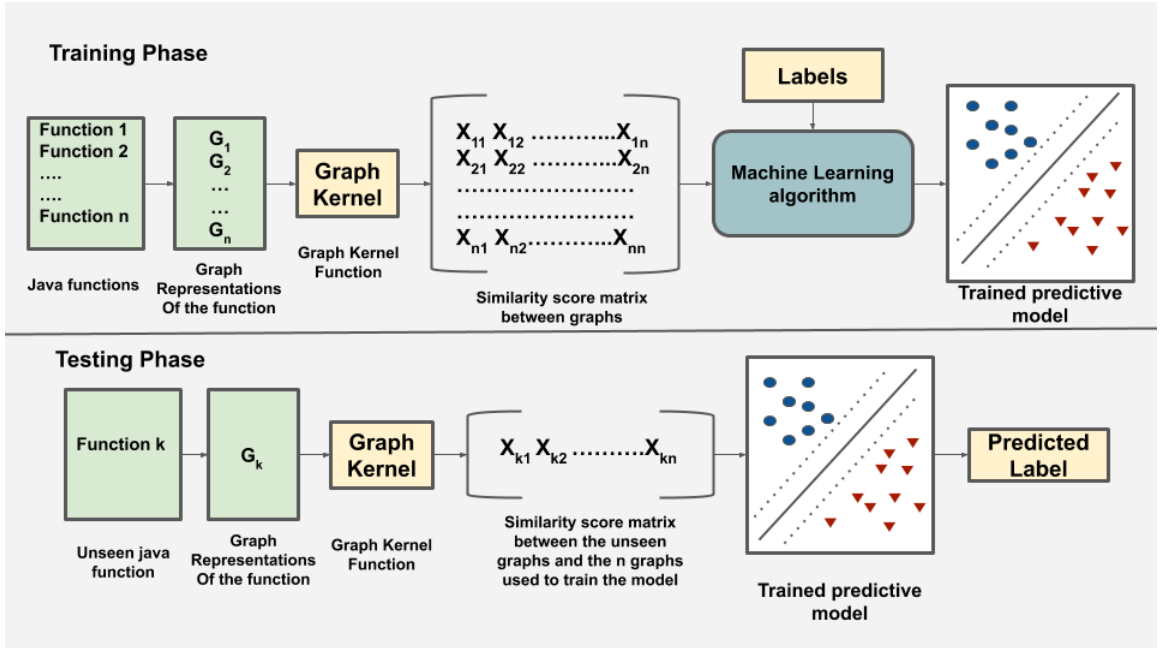 Training Phase
Function 1
Function 2
....
....
Function n
Java functions
G1
G2
...
...
Gn
Graph
Representations
Of the function
Graph
Kernel
Graph Kernel
Function
X11 X12 ...............X1n
X21 X22 ...............X2n
................................
................................
Xn1 Xn2...............Xnn
Similarity score matrix
between graphs
Labels
Machine Learning
algorithm
Trained predictive
model
Testing Phase
Function k
Unseen java
function
Gk
Graph
Representations
Of the function
Graph
Kernel
Graph Kernel
Function
Xk1 Xk2 .............Xkn
Similarity score matrix
between the unseen
graphs and the n graphs
used to train the model
Trained predictive
model
Predicted
Label